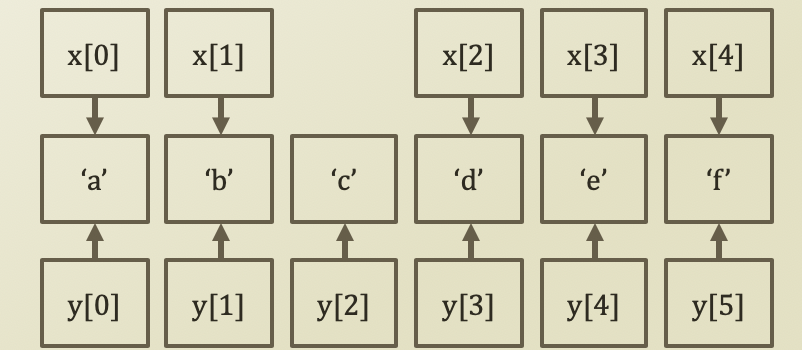 x[0] x[1] x[2] x[3] x[4]
‘a’ ‘b’ ‘c’ ‘d’ ‘e’ ‘f’
y[0] y[1] y[2] y[3] y[4] y[5]